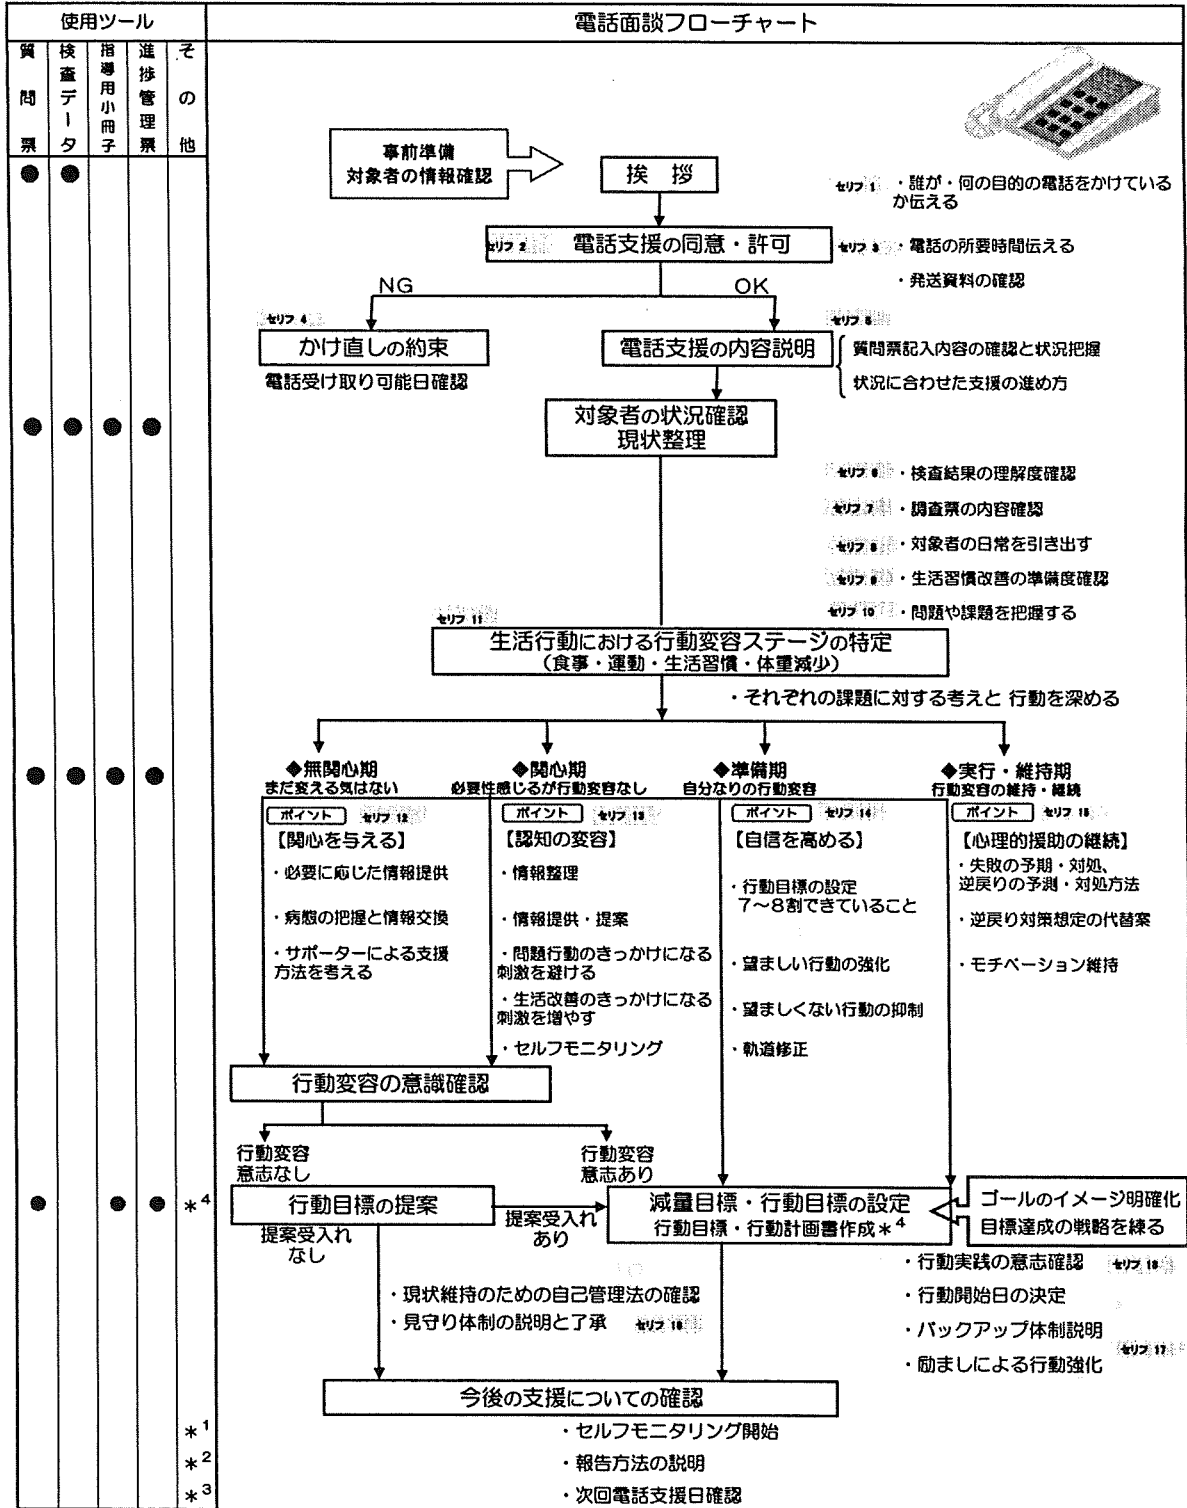 使用ツール
電話面談フローチャート
質問票
検査データ
指導用小冊子
進捗管理票
その他
事前準備
対象者の情報確認
挨 拶
セリフ 1 ・誰が・何の目的の電話をかけている
か伝える
セリフ 2 電話支援の同意・許可
セリフ 3 ・電話の所要時間伝える
・発送資料の確認
NG
OK
セリフ 4
かけ直しの約束
電話受け取り可能日確認
セリフ 5
電話支援の内容説明
質問票記入内容の確認と状況把握
状況に合わせた支援の進め方
対象者の状況確認
現状整理
セリフ 6 ・検査結果の理解度確認
セリフ 7 ・調査票の内容確認
セリフ 8 ・対象者の日常を引き出す
セリフ 9 ・生活習慣改善の準備度確認
セリフ 10 ・問題や課題を把握する
セリフ 11
生活行動における行動変容ステージの特定
(食事・運動・生活習慣・体重減少)
・それぞれの課題に対する考えと 行動を深める
◆無関心期
まだ変える気はない
ポイント セリフ 12
【関心を与える】
・必要に応じた情報提供
・病態の把握と情報交換
・サポーターによる支援
方法を考える
◆関心期
必要性感じるが行動変容なし
ポイント セリフ 13
【認知の変容】
・情報整理
・情報提供・提案
・問題行動のきっかけになる
刺激を避ける
・生活改善のきっかけになる
刺激を増やす
・セルフモニタリング
◆準備期
自分なりの行動変容
ポイント セリフ 14
【自信を高める】
・行動目標の設定
7〜8割できていること
・望ましい行動の強化
・望ましくない行動の抑制
・軌道修正
◆実行・維持期
行動変容の維持・継続
ポイント セリフ 15
【心理的援助の継続】
・失敗の予期・対処、
逆戻りの予測・対処方法
・逆戻り対策想定の代替案
・モチベーション維持
行動変容の意識確認
行動変容
意志なし
行動変容
意志あり
*4
行動目標の提案
提案受入れ
あり
提案受入れ
なし
減量目標・行動目標の設定
行動目標・行動計画書作成*4
ゴールのイメージ明確化
目標達成の戦略を練る
・現状維持のための自己管理法の確認
・見守り体制の説明と了承 セリフ 16
・行動実践の意志確認 セリフ 18
・行動開始日の決定
・バックアップ体制説明
セリフ 17
・励ましによる行動強化
今後の支援についての確認
*1 ・セルフモニタリング開始
*2 ・報告方法の説明
*3 ・次回電話支援日確認